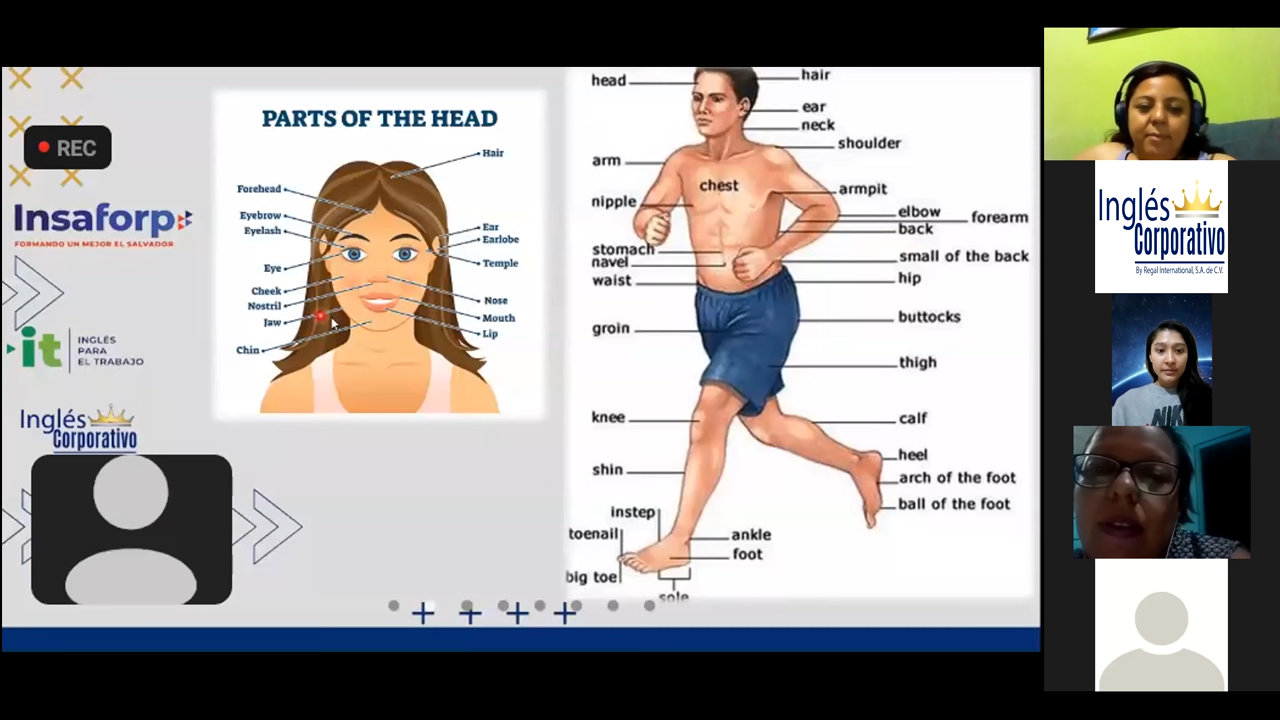 REC
Insaforp
FORMANDO UN MEJOR EL SALVADOR
it INGLÉS
PARA
EL TRABAJO
Inglés
Corporativo
PARTS OF THE HEAD
Hair
Forehead
Eyebrow
Eyelash
Eye
Cheek
Nostril
Jaw
Chin
Ear
Earlobe
Temple
Nose
Mouth
Lip
head
hair
ear
neck
shoulder
arm
chest
armpit
nipple
elbow
forearm
back
stomach
navel
small of the back
waist
hip
groin
buttocks
thigh
knee
calf
heel
shin
arch of the foot
ball of the foot
instep
toenail
ankle
foot
big toe
sole
Inglés
Corporativo
By Regal International, S.A. de C.V.
NIK